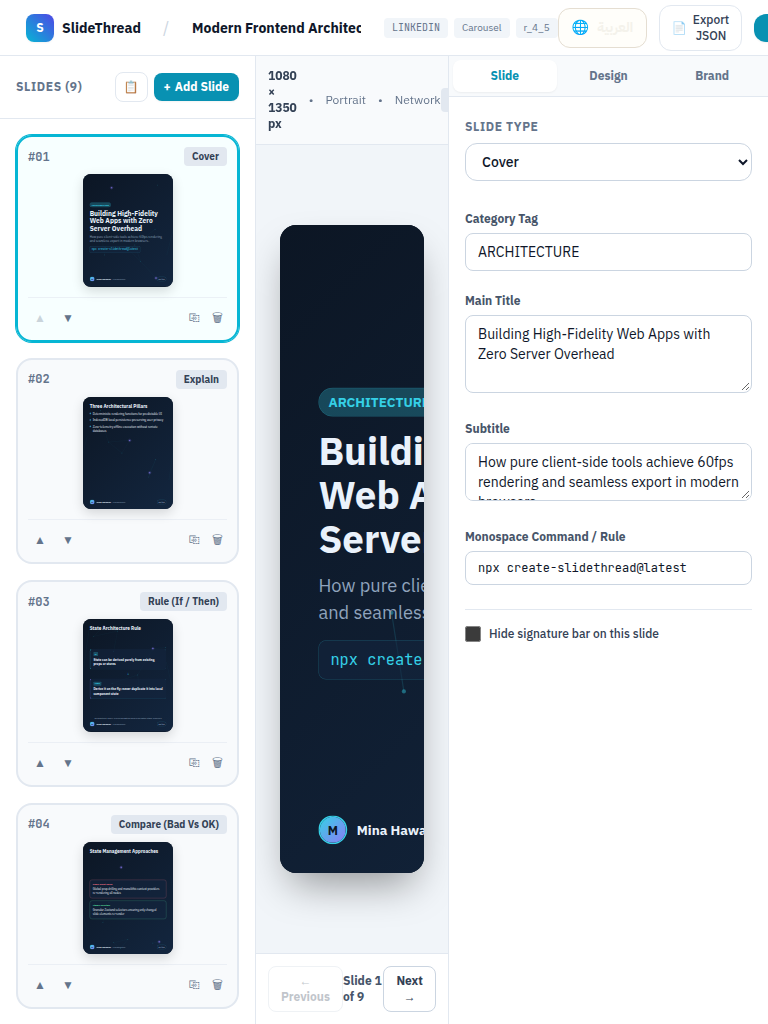 S SlideThread / Modern Frontend Architec LINKEDIN Carousel r_4_5 العربية Export JSON
SLIDES (9) + Add Slide
1080 × 1350 px • Portrait • Network
Slide Design Brand
#01 Cover
Building High-Fidelity
Web Apps with Zero
Server Overhead
#02 Explain
Three Architectural Pillars
#03 Rule (If / Then)
State Architecture Rule
#04 Compare (Bad Vs OK)
State Management Approaches
ARCHITECTUR
Buildi
Web A
Serve
How pure clie
and seamless
npx create
M Mina Hawa
← Previous Slide 1 of 9 Next →
SLIDE TYPE
Cover
Category Tag
ARCHITECTURE
Main Title
Building High-Fidelity Web Apps with
Zero Server Overhead
Subtitle
How pure client-side tools achieve 60fps
rendering and seamless export in modern
browsers.
Monospace Command / Rule
npx create-slidethread@latest
Hide signature bar on this slide